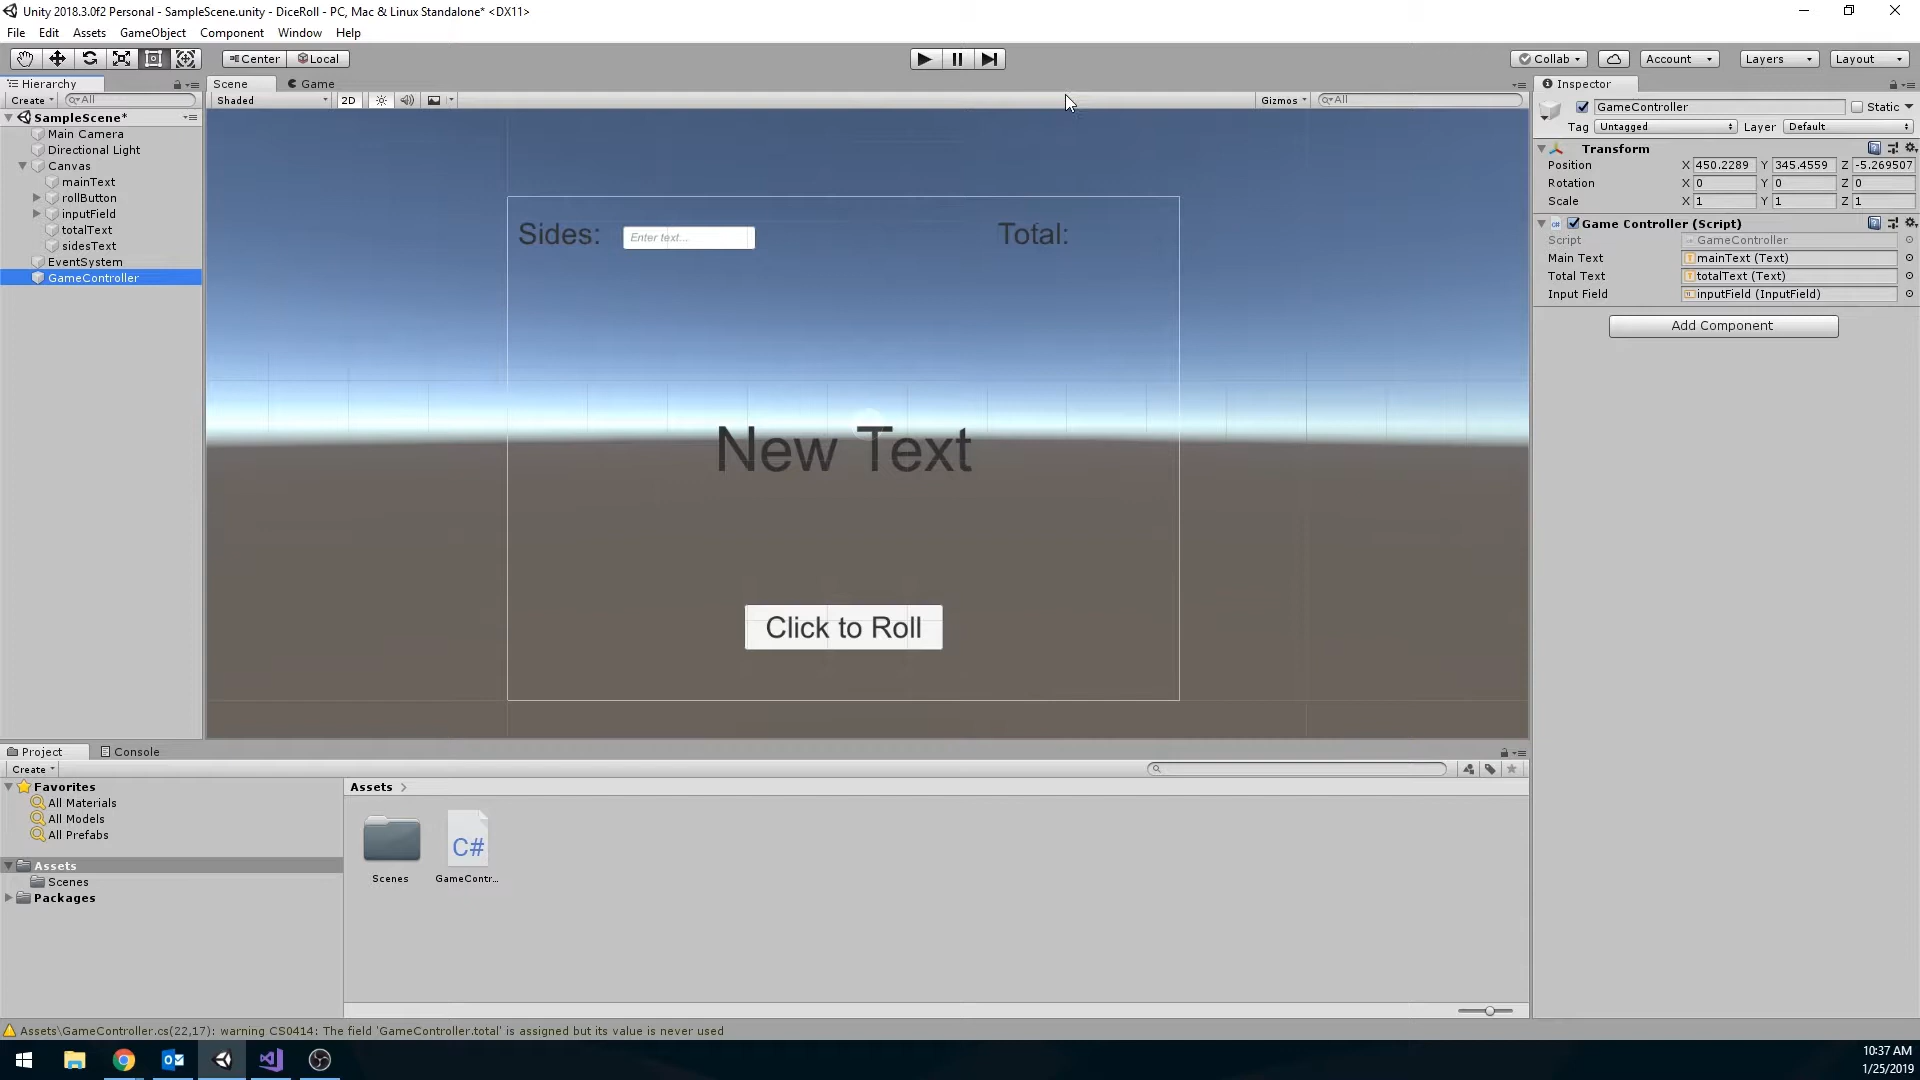 Unity 2018.3.0f2 Personal - SampleScene.unity - DiceRoll - PC, Mac & Linux Standalone* <DX11>
File Edit Assets GameObject Component Window Help
Center Local Collab Account Layers Layout
Hierarchy
Create All
SampleScene*
Main Camera
Directional Light
Canvas
mainText
rollButton
inputField
totalText
sidesText
EventSystem
GameController
Scene Game
Shaded 2D Gizmos All
Sides: Enter text... Total:
New Text
Click to Roll
Inspector
GameController Static
Tag Untagged Layer Default
Transform
Position X 450.2289 Y 345.4559 Z -5.269507
Rotation X 0 Y 0 Z 0
Scale X 1 Y 1 Z 1
Game Controller (Script)
Script GameController
Main Text mainText (Text)
Total Text totalText (Text)
Input Field inputField (InputField)
Add Component
Project Console
Create
Favorites
All Materials
All Models
All Prefabs
Assets
Scenes
Packages
Assets
Scenes
C#
GameContr...
Assets\GameController.cs(22,17): warning CS0414: The field 'GameController.total' is assigned but its value is never used
10:37 AM
1/25/2019